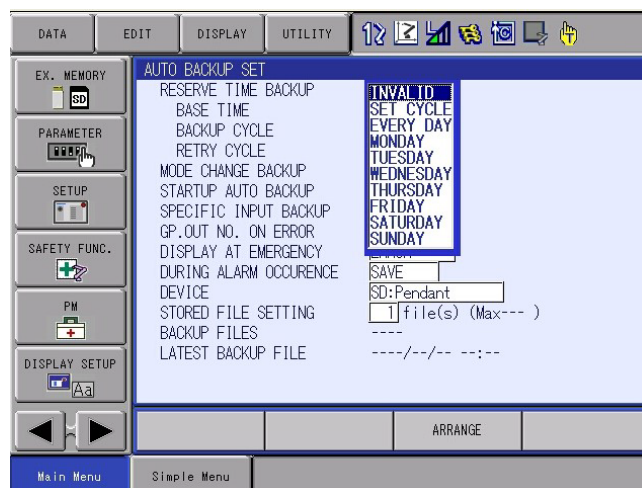 DATA
EDIT
DISPLAY
UTILITY
EX. MEMORY
SD
PARAMETER
SETUP
SAFETY FUNC.
PM
DISPLAY SETUP
Aa
AUTO BACKUP SET
RESERVE TIME BACKUP
BASE TIME
BACKUP CYCLE
RETRY CYCLE
MODE CHANGE BACKUP
STARTUP AUTO BACKUP
SPECIFIC INPUT BACKUP
GP.OUT NO. ON ERROR
DISPLAY AT EMERGENCY
DURING ALARM OCCURENCE SAVE
DEVICE SD:Pendant
STORED FILE SETTING 1 file(s) (Max--- )
BACKUP FILES ----
LATEST BACKUP FILE ----/--/-- --:--
INVALID
SET CYCLE
EVERY DAY
MONDAY
TUESDAY
WEDNESDAY
THURSDAY
FRIDAY
SATURDAY
SUNDAY
ARRANGE
Main Menu
Simple Menu